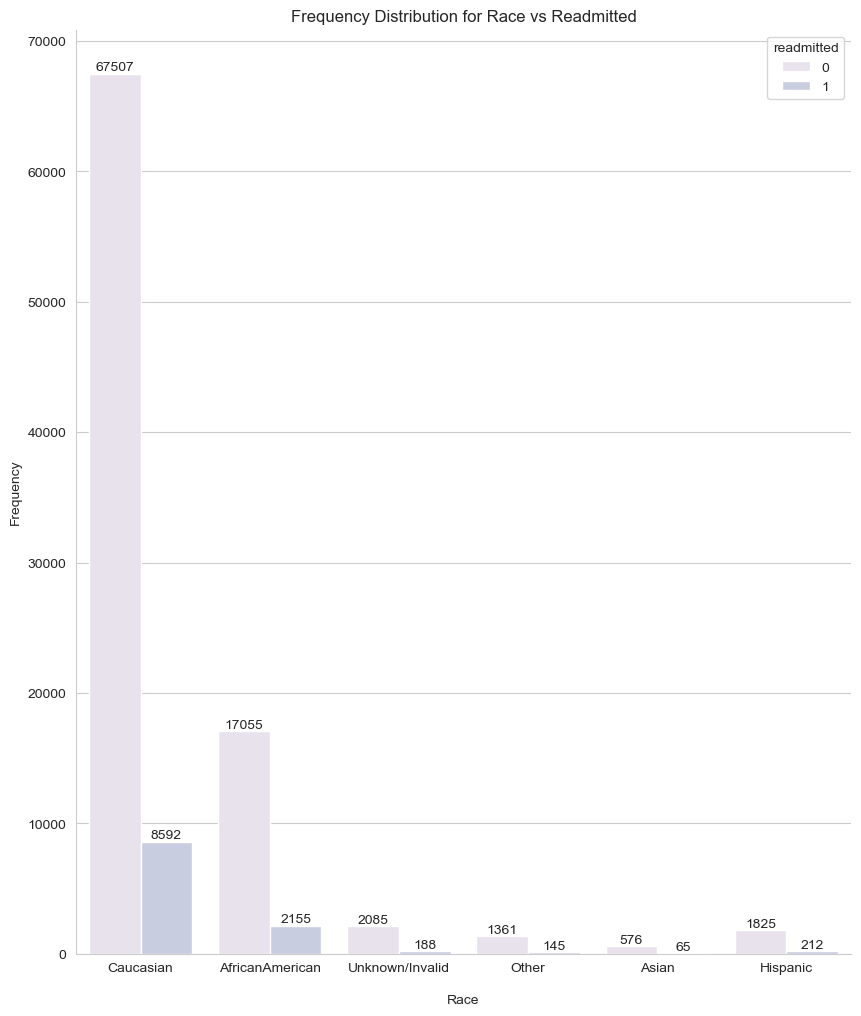 Frequency Distribution for Race vs Readmitted
readmitted
0
1
70000
60000
50000
40000
30000
20000
10000
0
Frequency
67507
8592
17055
2155
2085
188
1361
145
576
65
1825
212
Caucasian
AfricanAmerican
Unknown/Invalid
Other
Asian
Hispanic
Race